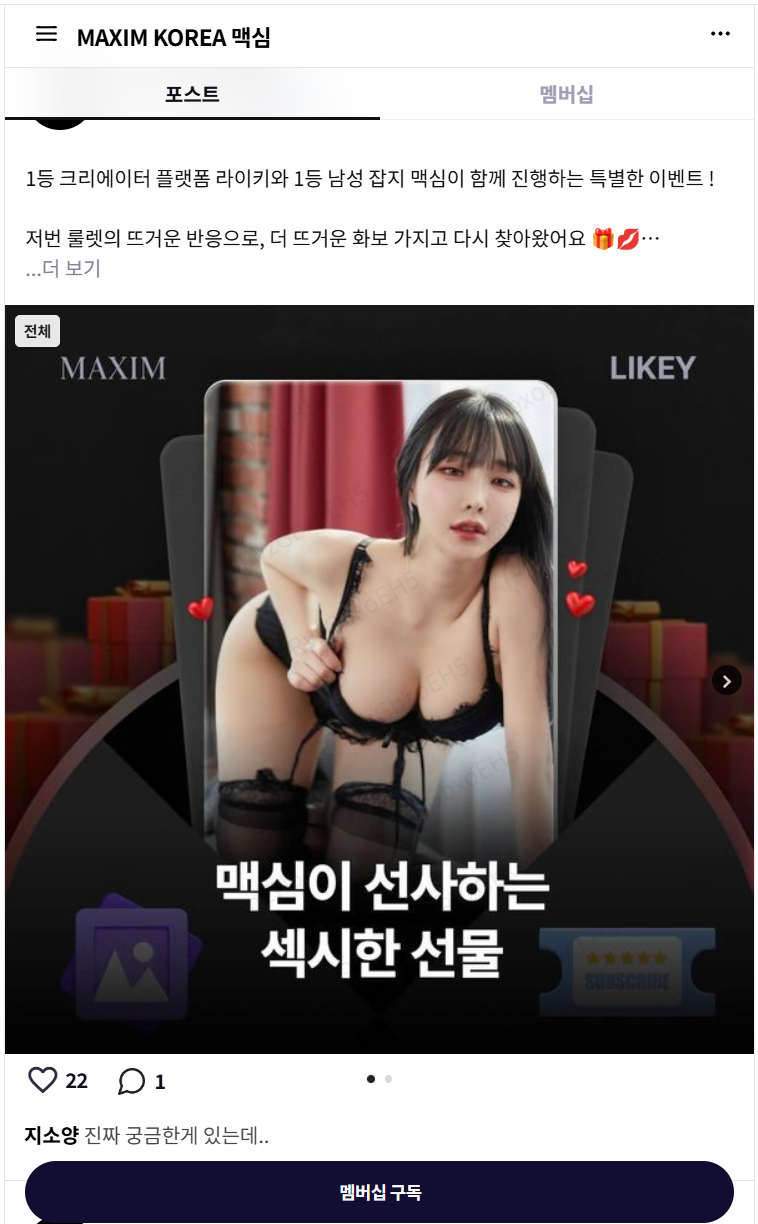 MAXIM KOREA 맥심
포스트
멤버십
1등 크리에이터 플랫폼 라이키와 1등 남성 잡지 맥심이 함께 진행하는 특별한 이벤트 !
저번 룰렛의 뜨거운 반응으로, 더 뜨거운 화보 가지고 다시 찾아왔어요 🎁💋…
...더 보기
전체
MAXIM
LIKEY
맥심이 선사하는
섹시한 선물
SUBSCRIBE
22
1
지소양 진짜 궁금한게 있는데..
멤버십 구독